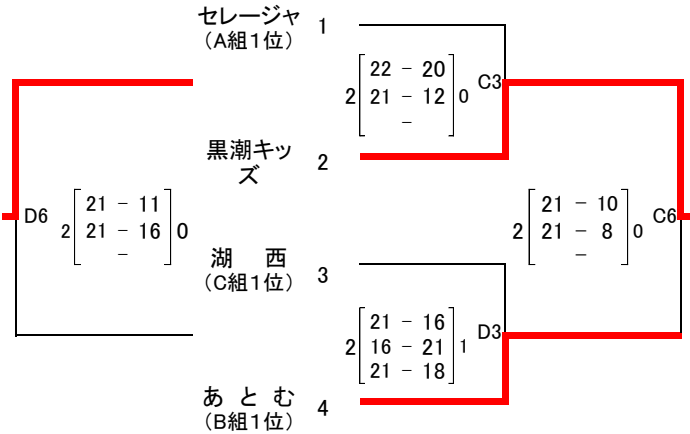 セレージャ 1
(A組1位)
22 - 20
2 21 - 12 0 C3
-
黒潮キッ
ズ 2
D6 2 21 - 11 0
21 - 16
-
2 21 - 10 0 C6
21 - 8
-
湖 西 3
(C組1位)
21 - 16
2 16 - 21 1 D3
21 - 18
あ と む 4
(B組1位)